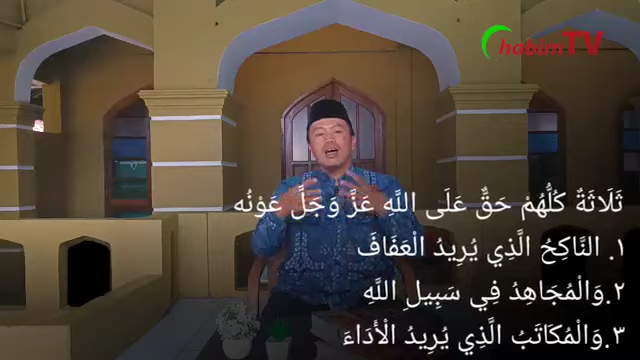 ChabimTV
ثَلَاثَةٌ كُلُّهُمْ حَقٌّ عَلَى اللَّهِ عَزَّ وَجَلَّ عَوْنُه
١. النَّاكِحُ الَّذِي يُرِيدُ الْعَفَافَ
٢.وَالْمُجَاهِدُ فِي سَبِيلِ اللَّهِ
٣.وَالْمُكَاتَبُ الَّذِي يُرِيدُ الْأَدَاءَ